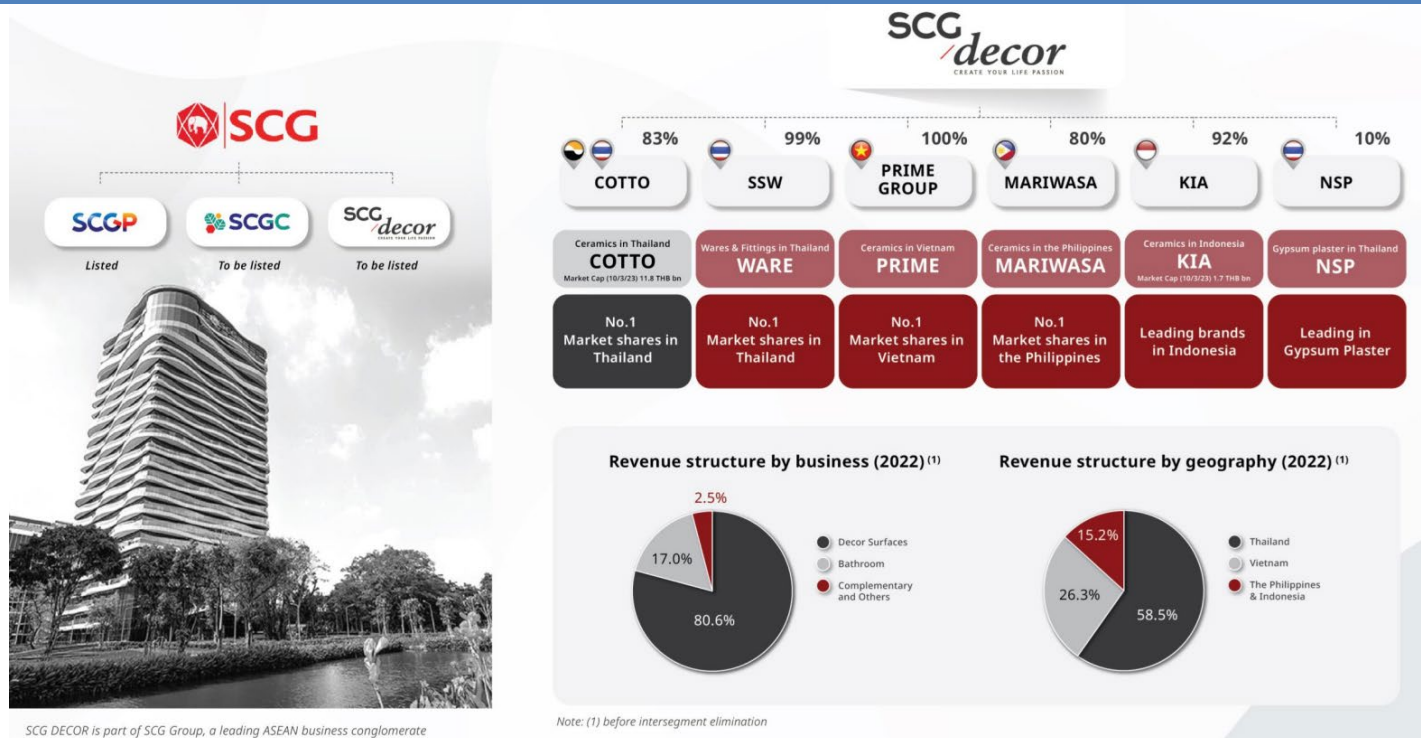 SCG
SCGP
SCGC
SCG
decor
CREATE YOUR LIFE PASSION
Listed
To be listed
To be listed
SCG DECOR is part of SCG Group, a leading ASEAN business conglomerate
SCG
decor
CREATE YOUR LIFE PASSION
83%
99%
100%
80%
92%
10%
COTTO
SSW
PRIME
GROUP
MARIWASA
KIA
NSP
Ceramics in Thailand
COTTO
Market Cap (10/3/23) 11.8 THB bn
Wares & Fittings in Thailand
WARE
Ceramics in Vietnam
PRIME
Ceramics in the Philippines
MARIWASA
Ceramics in Indonesia
KIA
Market Cap (10/3/23) 1.7 THB bn
Gypsum plaster in Thailand
NSP
No.1
Market shares in
Thailand
No.1
Market shares in
Thailand
No.1
Market shares in
Vietnam
No.1
Market shares in
the Philippines
Leading brands
in Indonesia
Leading in
Gypsum Plaster
Revenue structure by business (2022) (1)
2.5%
17.0%
80.6%
Decor Surfaces
Bathroom
Complementary
and Others
Revenue structure by geography (2022) (1)
15.2%
26.3%
58.5%
Thailand
Vietnam
The Philippines
& Indonesia
Note: (1) before intersegment elimination